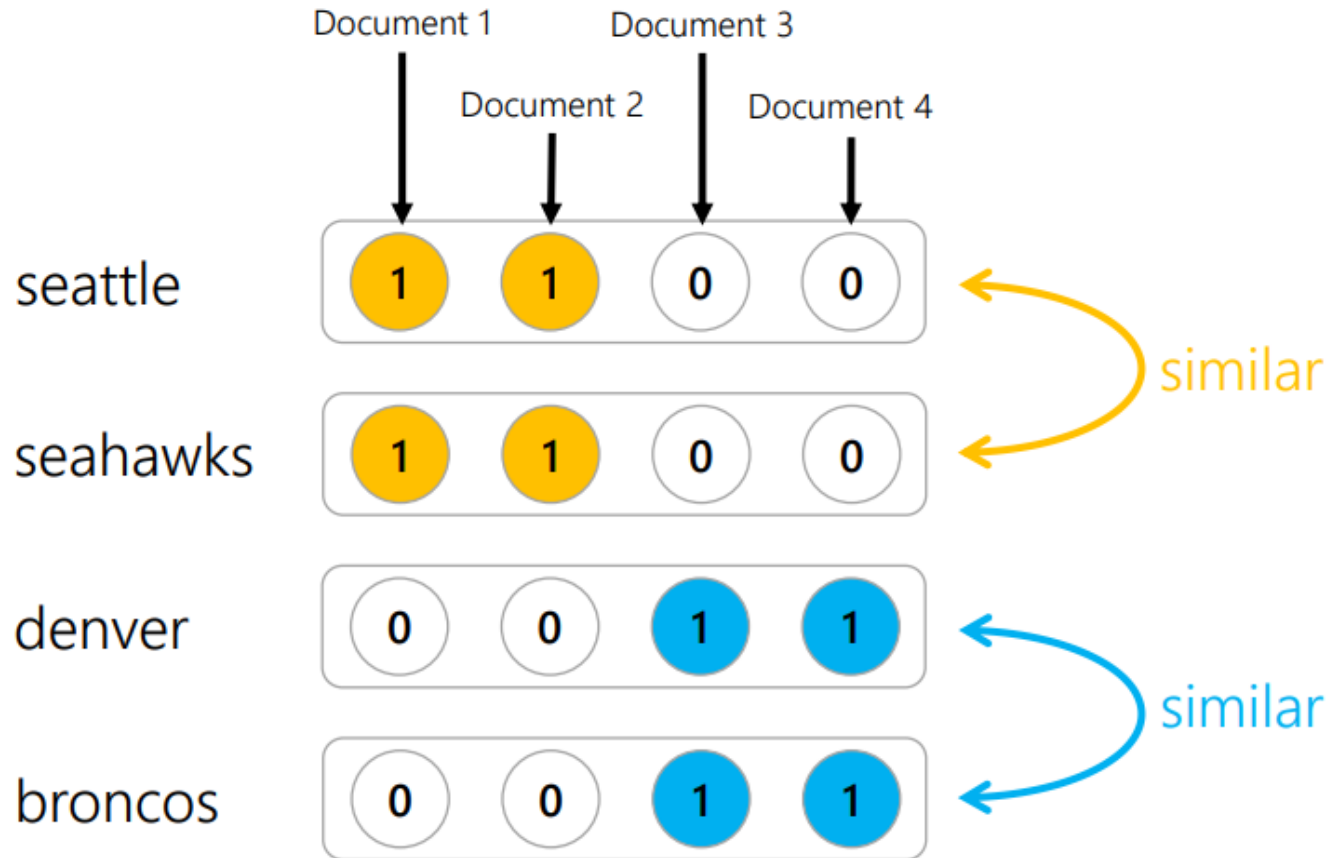 Document 1
Document 3
Document 2
Document 4
seattle 1 1 0 0
similar
seahawks 1 1 0 0
denver 0 0 1 1
similar
broncos 0 0 1 1